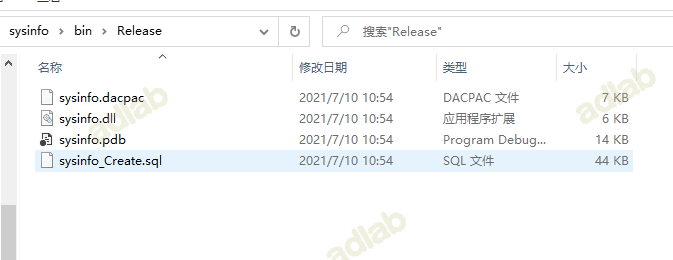 sysinfo > bin > Release
搜索"Release"
名称 修改日期 类型 大小
sysinfo.dacpac 2021/7/10 10:54 DACPAC 文件 7 KB
sysinfo.dll 2021/7/10 10:54 应用程序扩展 6 KB
sysinfo.pdb 2021/7/10 10:54 Program Debug... 14 KB
sysinfo_Create.sql 2021/7/10 10:54 SQL 文件 44 KB
adlab
adlab
adlab